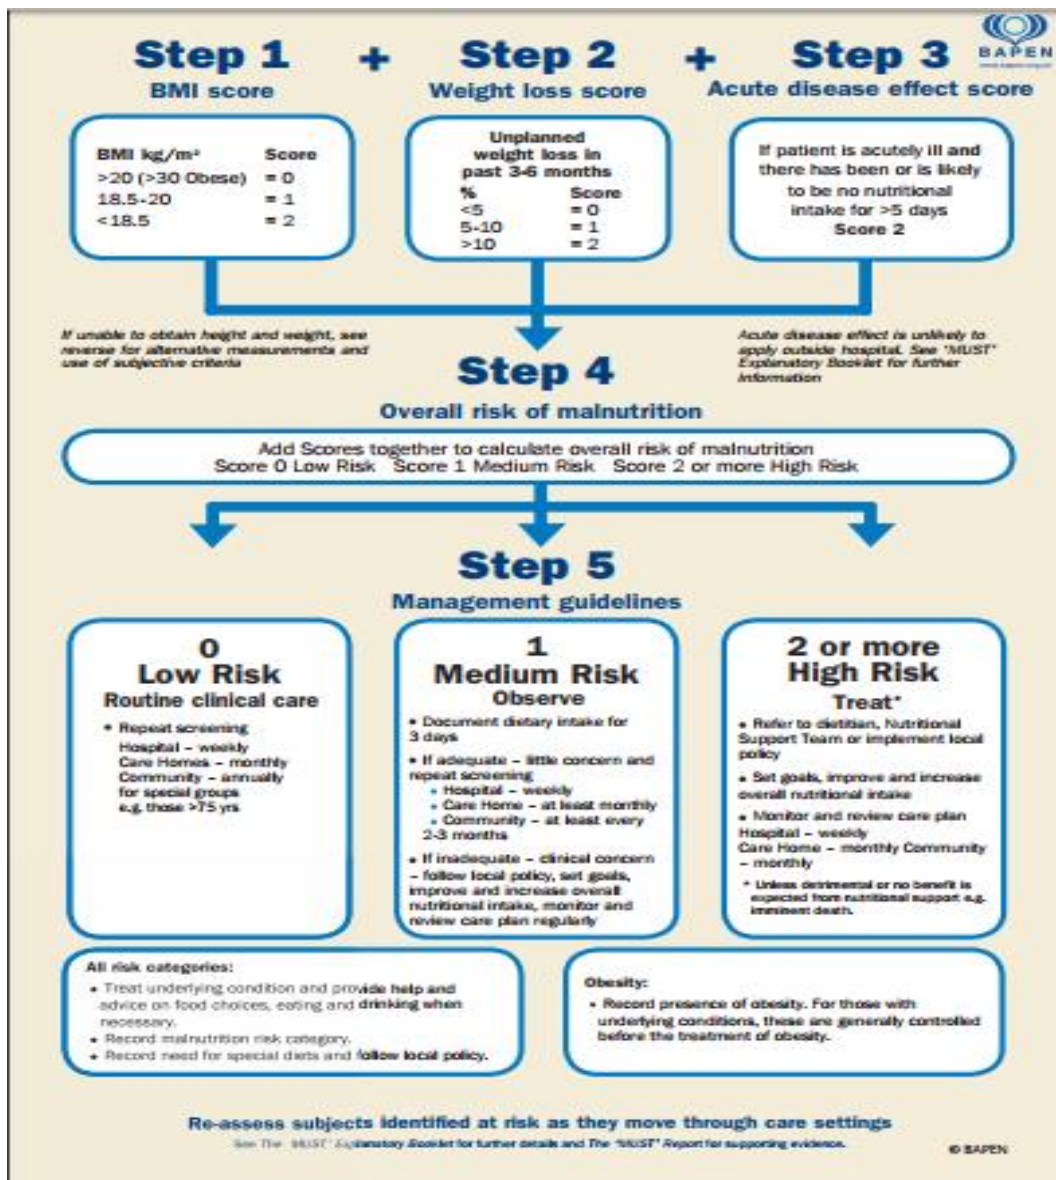 BAPEN
www.bapen.org.uk
Step 1 + Step 2 + Step 3
BMI score
Weight loss score
Acute disease effect score
BMI kg/m² Score
>20 (>30 Obese) = 0
18.5-20 = 1
<18.5 = 2
Unplanned
weight loss in
past 3-6 months
% Score
<5 = 0
5-10 = 1
>10 = 2
If patient is acutely ill and
there has been or is likely
to be no nutritional
intake for >5 days
Score 2
If unable to obtain height and weight, see
reverse for alternative measurements and
use of subjective criteria
Acute disease effect is unlikely to
apply outside hospital. See 'MUST'
Explanatory Booklet for further
information
Step 4
Overall risk of malnutrition
Add Scores together to calculate overall risk of malnutrition
Score 0 Low Risk Score 1 Medium Risk Score 2 or more High Risk
Step 5
Management guidelines
0
Low Risk
Routine clinical care
• Repeat screening
Hospital – weekly
Care Homes – monthly
Community – annually
for special groups
e.g. those >75 yrs
1
Medium Risk
Observe
• Document dietary intake for
3 days
• If adequate – little concern and
repeat screening
• Hospital – weekly
• Care Home – at least monthly
• Community – at least every
2-3 months
• If inadequate – clinical concern
– follow local policy, set goals,
improve and increase overall
nutritional intake, monitor and
review care plan regularly
2 or more
High Risk
Treat*
• Refer to dietitian, Nutritional
Support Team or implement local
policy
• Set goals, improve and increase
overall nutritional intake
• Monitor and review care plan
Hospital – weekly
Care Home – monthly Community
– monthly
* Unless detrimental or no benefit is
expected from nutritional support e.g.
imminent death.
All risk categories:
• Treat underlying condition and provide help and
advice on food choices, eating and drinking when
necessary.
• Record malnutrition risk category.
• Record need for special diets and follow local policy.
Obesity:
• Record presence of obesity. For those with
underlying conditions, these are generally controlled
before the treatment of obesity.
Re-assess subjects identified at risk as they move through care settings
See The 'MUST' Explanatory Booklet for further details and The 'MUST' Report for supporting evidence.
© BAPEN